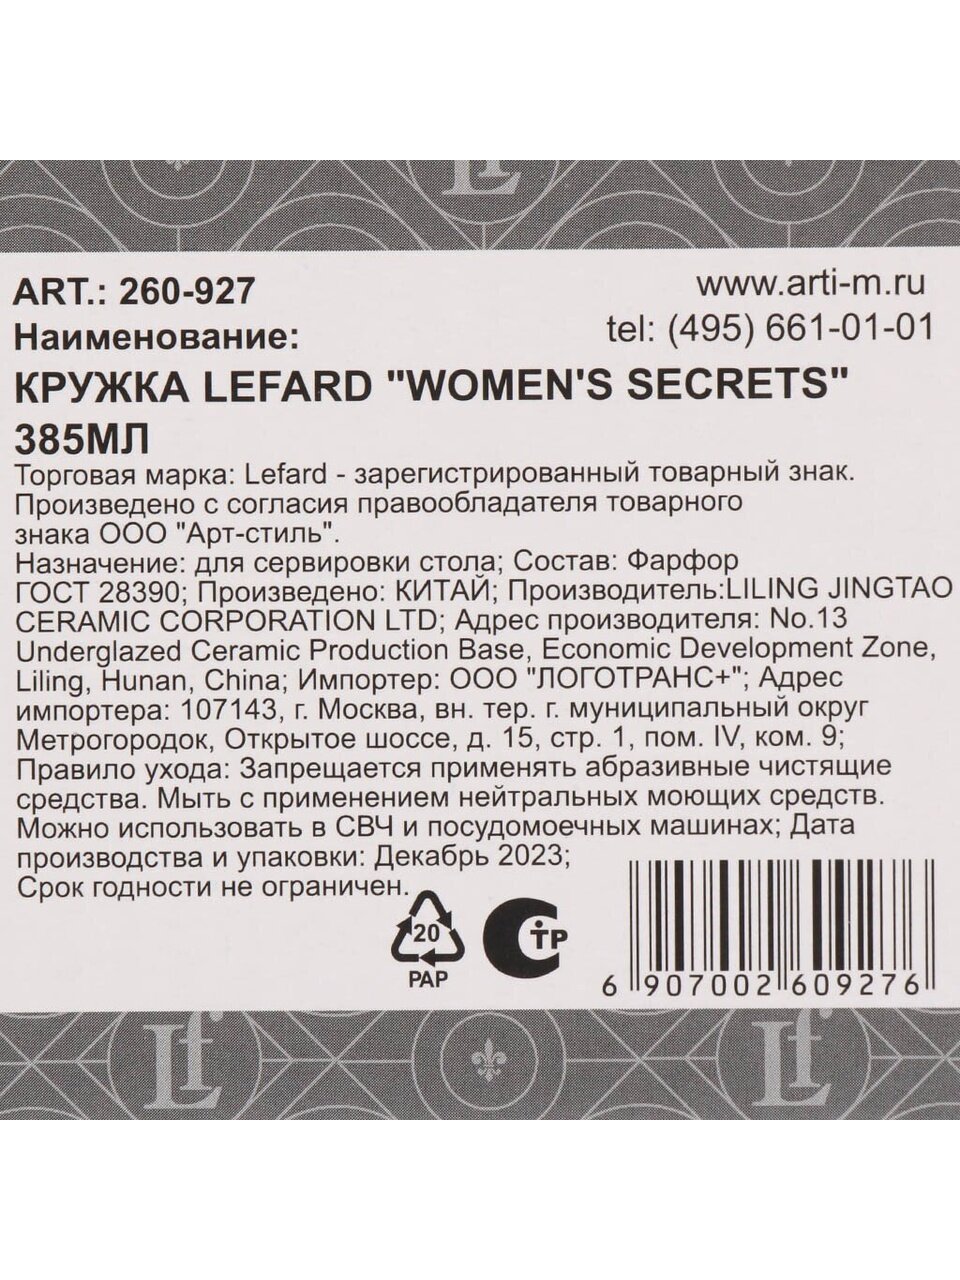 Lf
ART.: 260-927
www.arti-m.ru
Наименование:
tel: (495) 661-01-01
КРУЖКА LEFARD "WOMEN'S SECRETS"
385МЛ
Торговая марка: Lefard - зарегистрированный товарный знак.
Произведено с согласия правообладателя товарного
знака ООО "Арт-стиль".
Назначение: для сервировки стола; Состав: Фарфор
ГОСТ 28390; Произведено: КИТАЙ; Производитель:LILING JINGTAO
CERAMIC CORPORATION LTD; Адрес производителя: No.13
Underglazed Ceramic Production Base, Economic Development Zone,
Liling, Hunan, China; Импортер: ООО "ЛОГОТРАНС+"; Адрес
импортера: 107143, г. Москва, вн. тер. г. муниципальный округ
Метрогородок, Открытое шоссе, д. 15, стр. 1, пом. IV, ком. 9;
Правило ухода: Запрещается применять абразивные чистящие
средства. Мыть с применением нейтральных моющих средств.
Можно использовать в СВЧ и посудомоечных машинах; Дата
производства и упаковки: Декабрь 2023;
Срок годности не ограничен.
20
PAP
СТР
6 907002 609276
Lf Lf